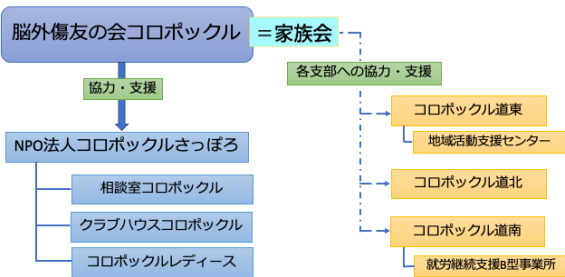 脳外傷友の会コロポックル
＝家族会
協力・支援
各支部への協力・支援
NPO法人コロポックルさっぽろ
相談室コロポックル
クラブハウスコロポックル
コロポックルレディース
コロポックル道東
地域活動支援センター
コロポックル道北
コロポックル道南
就労継続支援B型事業所